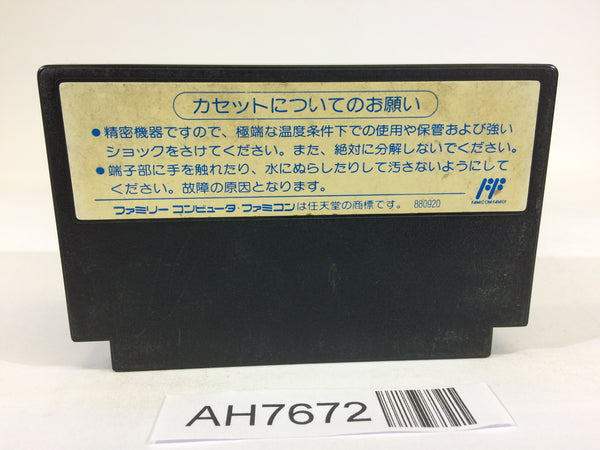 カセットについてのお願い
●精密機器ですので、極端な温度条件下での使用や保管および強い
ショックをさけてください。また、絶対に分解しないでください。
●端子部に手を触れたり、水にぬらしたりして汚さないようにして
ください。故障の原因となります。
ファミリーコンピュータ・ファミコンは任天堂の商標です。 880920
FAMICOM FAMILY
AH7672